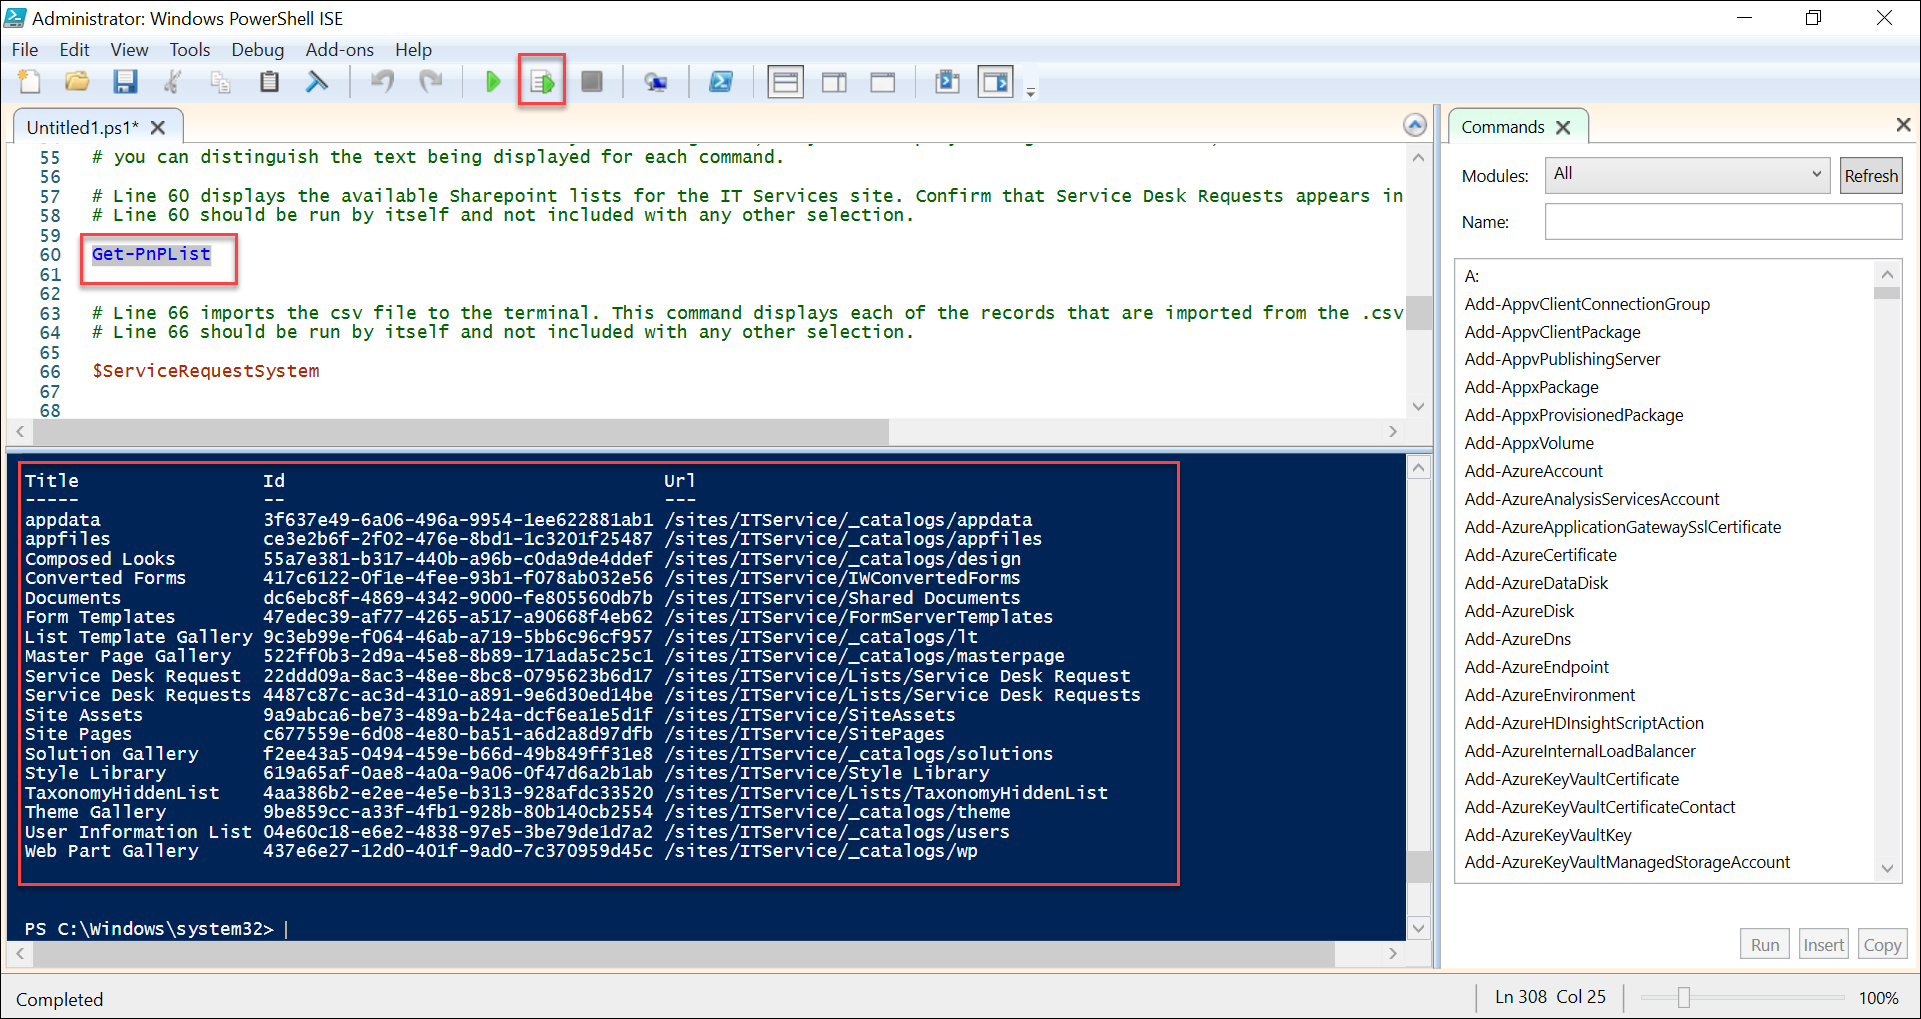 Administrator: Windows PowerShell ISE
File Edit View Tools Debug Add-ons Help
Untitled1.ps1*
55 # you can distinguish the text being displayed for each command.
56
57 # Line 60 displays the available Sharepoint lists for the IT Services site. Confirm that Service Desk Requests appears in
58 # Line 60 should be run by itself and not included with any other selection.
59
60 Get-PnPList
61
62
63 # Line 66 imports the csv file to the terminal. This command displays each of the records that are imported from the .csv
64 # Line 66 should be run by itself and not included with any other selection.
65
66 $ServiceRequestSystem
67
68
Title Id Url
----- -- ---
appdata 3f637e49-6a06-496a-9954-1ee622881ab1 /sites/ITService/_catalogs/appdata
appfiles ce3e2b6f-2f02-476e-8bd1-1c3201f25487 /sites/ITService/_catalogs/appfiles
Composed Looks 55a7e381-b317-440b-a96b-c0da9de4ddef /sites/ITService/_catalogs/design
Converted Forms 417c6122-0f1e-4fee-93b1-f078ab032e56 /sites/ITService/IWConvertedForms
Documents dc6ebc8f-4869-4342-9000-fe805560db7b /sites/ITService/Shared Documents
Form Templates 47edec39-af77-4265-a517-a90668f4eb62 /sites/ITService/FormServerTemplates
List Template Gallery 9c3eb99e-f064-46ab-a719-5bb6c96cf957 /sites/ITService/_catalogs/lt
Master Page Gallery 522ff0b3-2d9a-45e8-8b89-171ada5c25c1 /sites/ITService/_catalogs/masterpage
Service Desk Request 22ddd09a-8ac3-48ee-8bc8-0795623b6d17 /sites/ITService/Lists/Service Desk Request
Service Desk Requests 4487c87c-ac3d-4310-a891-9e6d30ed14be /sites/ITService/Lists/Service Desk Requests
Site Assets 9a9abca6-be73-489a-b24a-dcf6ea1e5d1f /sites/ITService/SiteAssets
Site Pages c677559e-6d08-4e80-ba51-a6d2a8d97dfb /sites/ITService/SitePages
Solution Gallery f2ee43a5-0494-459e-b66d-49b849ff31e8 /sites/ITService/_catalogs/solutions
Style Library 619a65af-0ae8-4a0a-9a06-0f47d6a2b1ab /sites/ITService/Style Library
TaxonomyHiddenList 4aa386b2-e2ee-4e5e-b313-928afdc33520 /sites/ITService/Lists/TaxonomyHiddenList
Theme Gallery 9be859cc-a33f-4fb1-928b-80b140cb2554 /sites/ITService/_catalogs/theme
User Information List 04e60c18-e6e2-4838-97e5-3be79de1d7a2 /sites/ITService/_catalogs/users
Web Part Gallery 437e6e27-12d0-401f-9ad0-7c370959d45c /sites/ITService/_catalogs/wp
PS C:\Windows\system32>
Commands
Modules: All Refresh
Name:
A:
Add-AppvClientConnectionGroup
Add-AppvClientPackage
Add-AppvPublishingServer
Add-AppxPackage
Add-AppxProvisionedPackage
Add-AppxVolume
Add-AzureAccount
Add-AzureAnalysisServicesAccount
Add-AzureApplicationGatewaySslCertificate
Add-AzureCertificate
Add-AzureDataDisk
Add-AzureDisk
Add-AzureDns
Add-AzureEndpoint
Add-AzureEnvironment
Add-AzureHDInsightScriptAction
Add-AzureInternalLoadBalancer
Add-AzureKeyVaultCertificate
Add-AzureKeyVaultCertificateContact
Add-AzureKeyVaultKey
Add-AzureKeyVaultManagedStorageAccount
Run Insert Copy
Completed
Ln 308 Col 25
100%